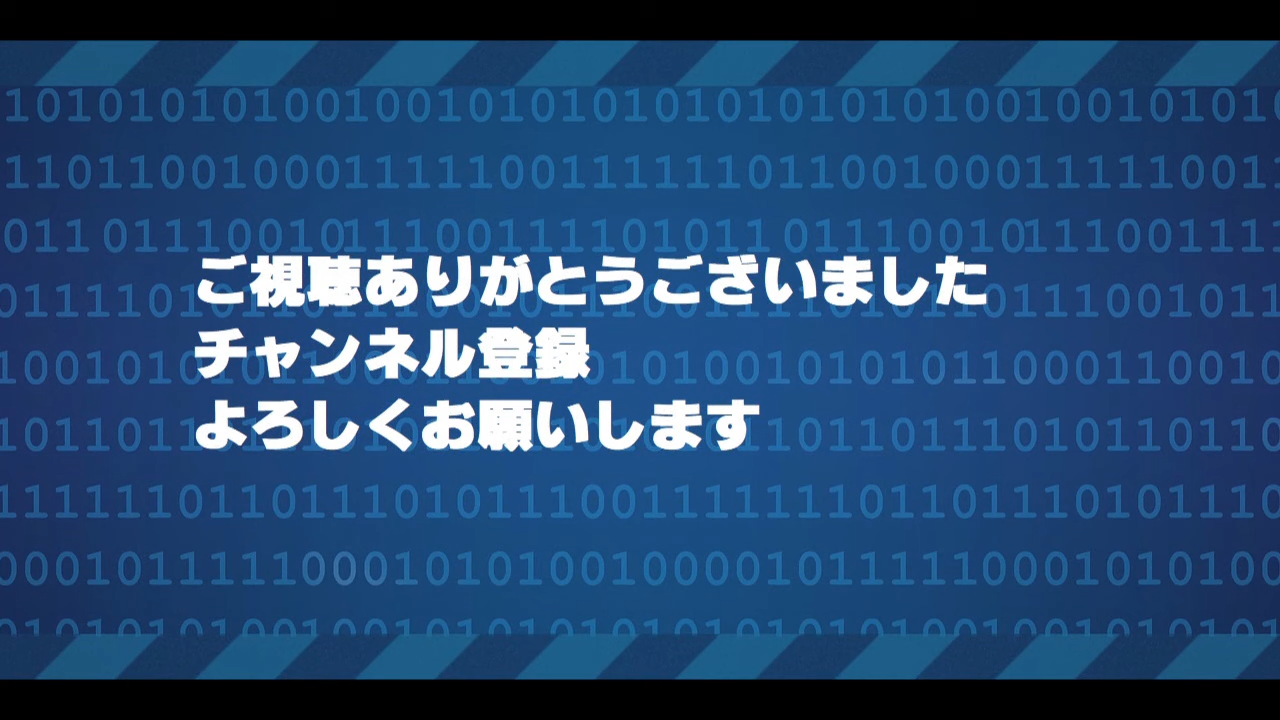 ご視聴ありがとうございました
チャンネル登録
よろしくお願いします